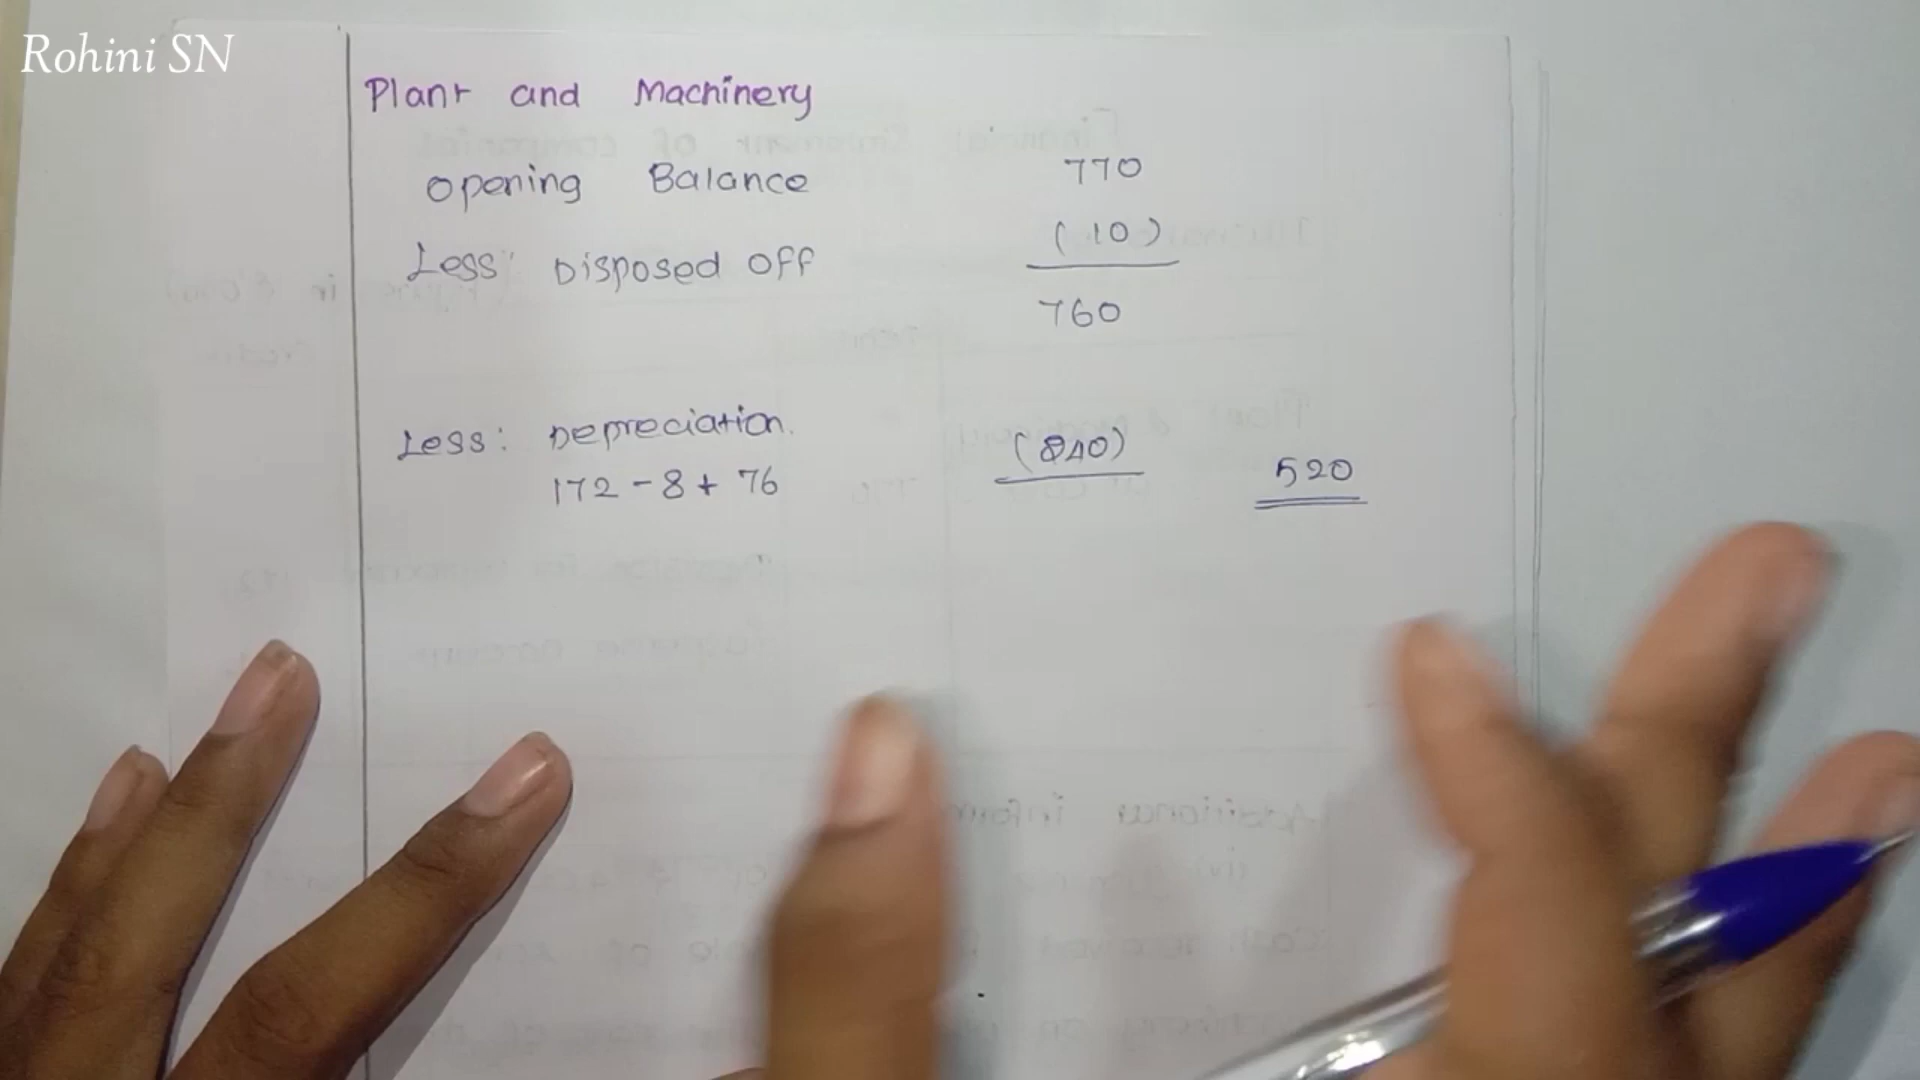 Rohini SN
Plant and Machinery
Opening Balance 770
Less: Disposed off (10)
760
Less: Depreciation. (240)
172 - 8 + 76 520